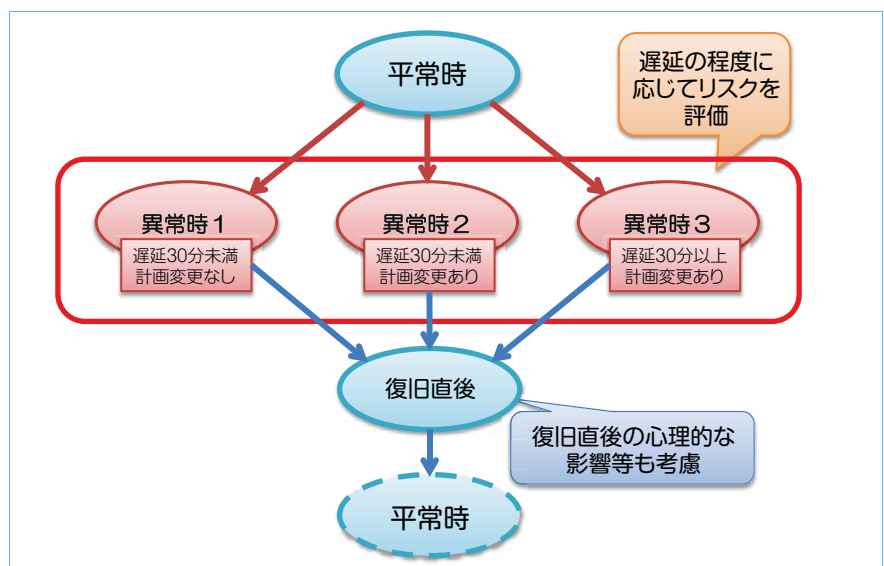 平常時
遅延の程度に
応じてリスクを
評価
異常時1
遅延30分未満
計画変更なし
異常時2
遅延30分未満
計画変更あり
異常時3
遅延30分以上
計画変更あり
復旧直後
復旧直後の心理的な
影響等も考慮
平常時